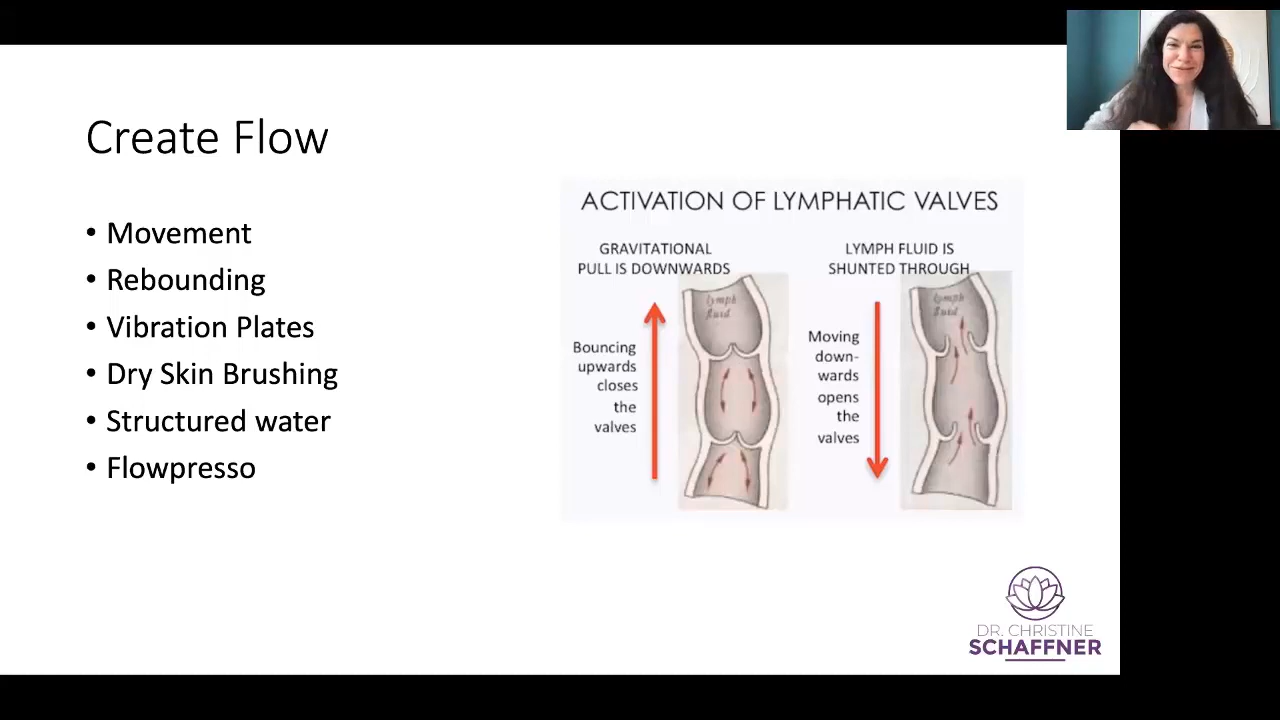 Create Flow
• Movement
• Rebounding
• Vibration Plates
• Dry Skin Brushing
• Structured water
• Flowpresso
ACTIVATION OF LYMPHATIC VALVES
GRAVITATIONAL
PULL IS DOWNWARDS
lymph
fluid
Bouncing
upwards
closes
the
valves
LYMPH FLUID IS
SHUNTED THROUGH
lymph
fluid
Moving
down-
wards
opens
the
valves
DR. CHRISTINE
SCHAFFNER